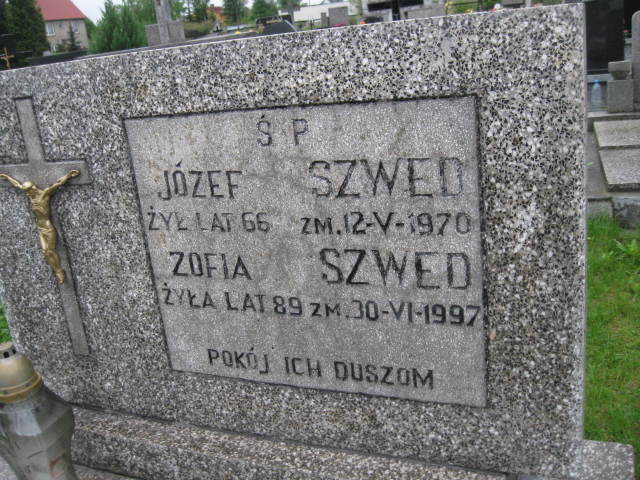 Ś P
JÓZEF SZWED
ŻYŁ LAT 66 ZM. 12-V-1970
ZOFIA SZWED
ŻYŁA LAT 89 ZM. 30-VI-1997
POKÓJ ICH DUSZOM